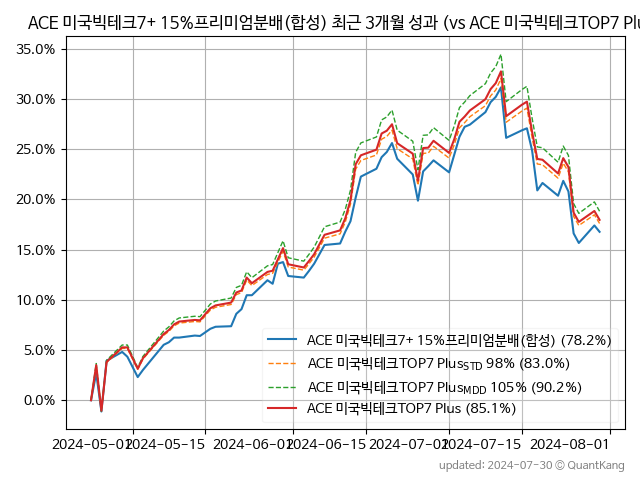 ACE 미국빅테크7+ 15%프리미엄분배(합성) 최근 3개월 성과 (vs ACE 미국빅테크TOP7 Plu
35.0%
30.0%
25.0%
20.0%
15.0%
10.0%
5.0%
0.0%
ACE 미국빅테크7+ 15%프리미엄분배(합성) (78.2%)
ACE 미국빅테크TOP7 Plus STD 98% (83.0%)
ACE 미국빅테크TOP7 Plus MDD 105% (90.2%)
ACE 미국빅테크TOP7 Plus (85.1%)
2024-05-01 2024-05-15 2024-06-01 2024-06-15 2024-07-01 2024-07-15 2024-08-01
updated: 2024-07-30 © QuantKang